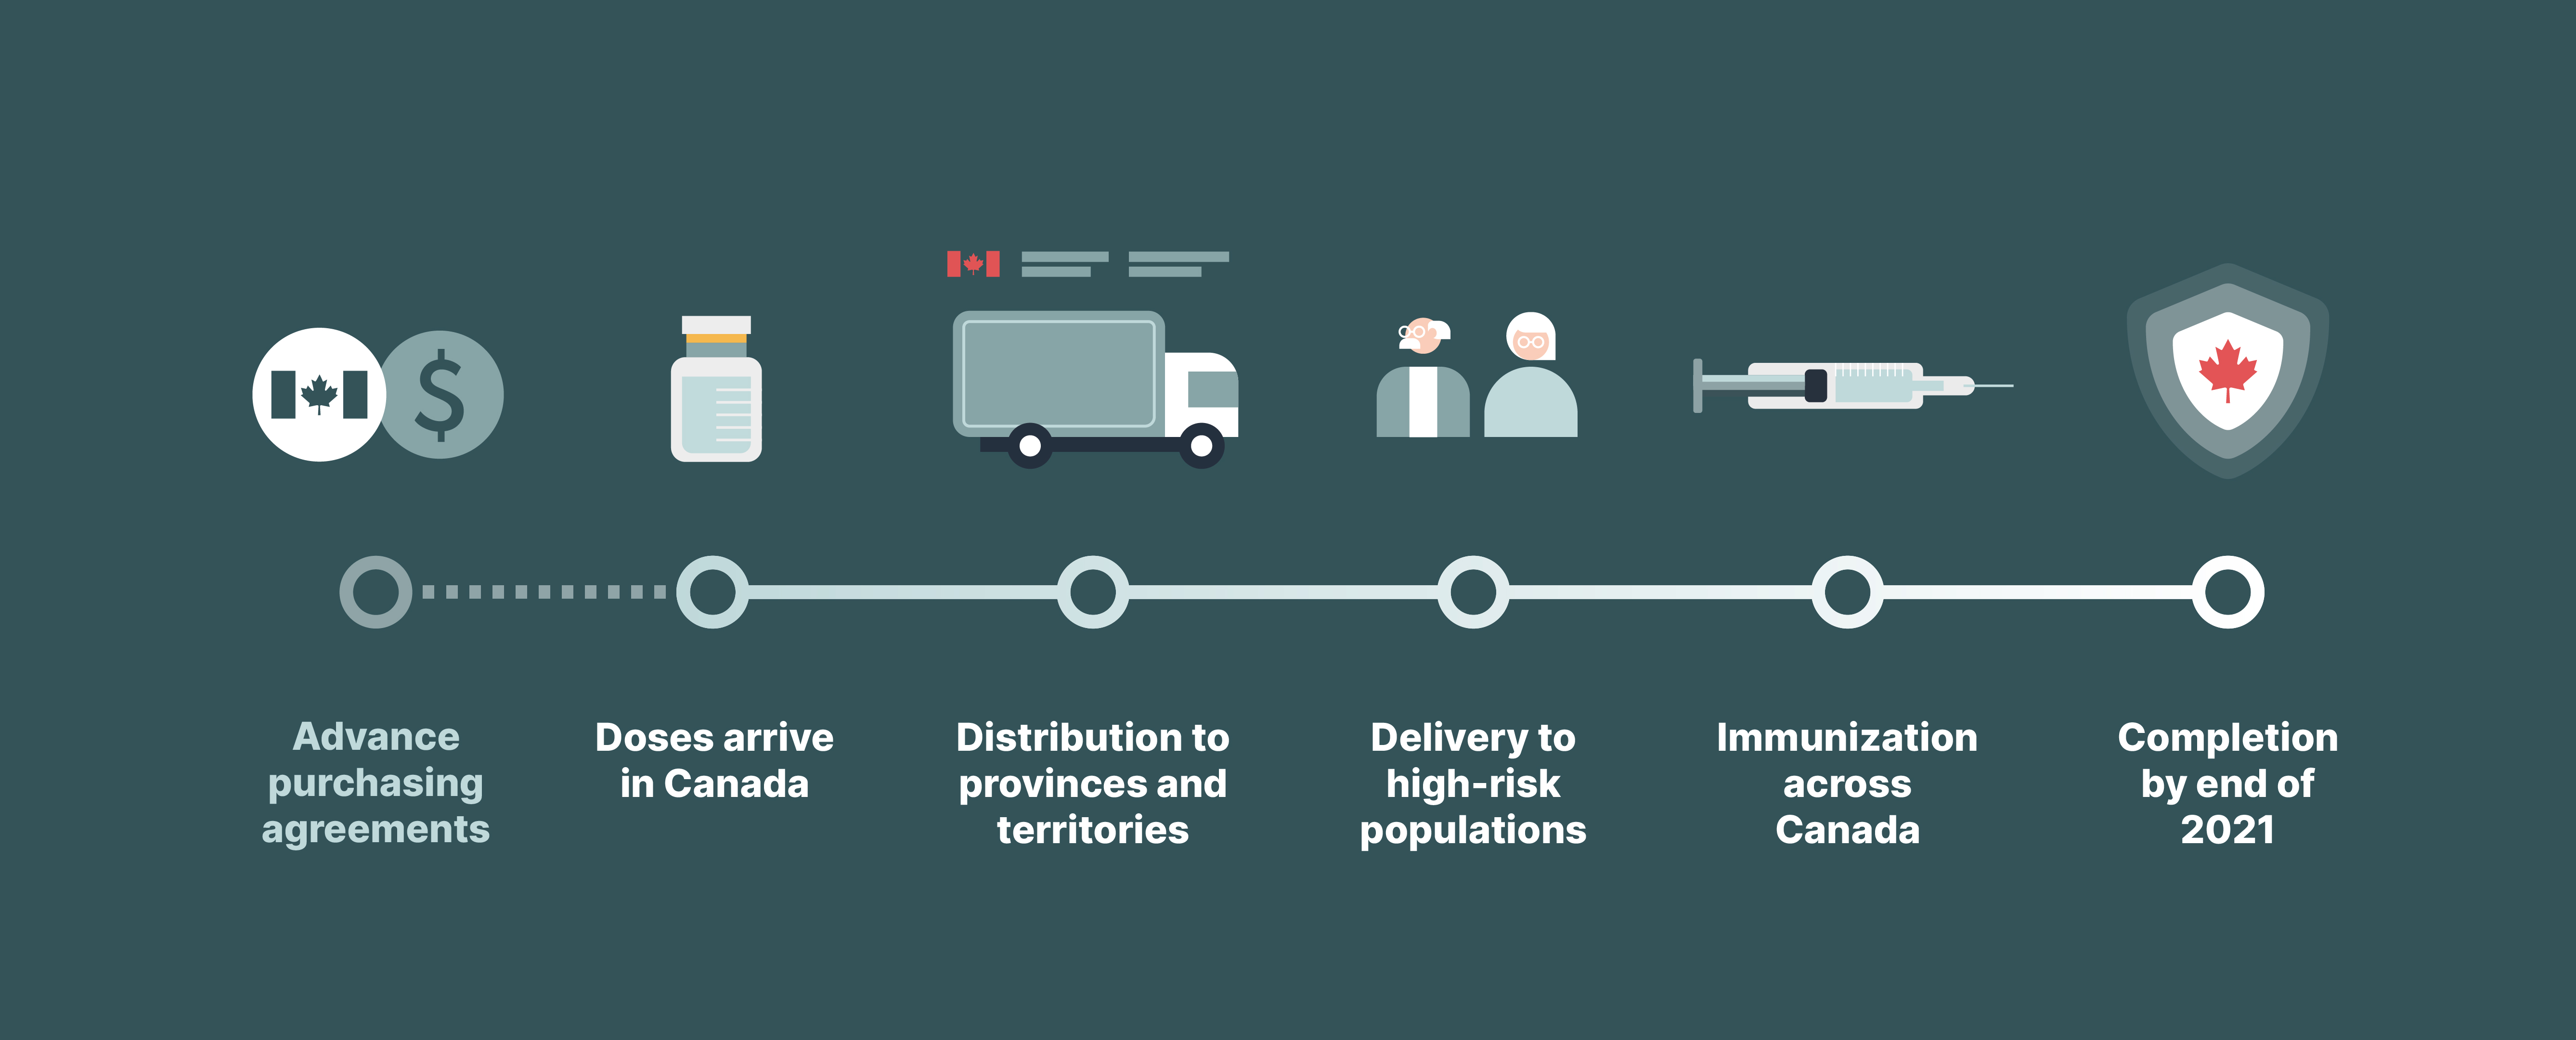 $
Advance
purchasing
agreements
Doses arrive
in Canada
Distribution to
provinces and
territories
Delivery to
high-risk
populations
Immunization
across
Canada
Completion
by end of
2021